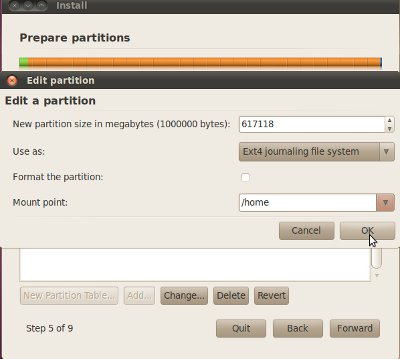 Install
Prepare partitions
Edit partition
Edit a partition
New partition size in megabytes (1000000 bytes): 617118
Use as: Ext4 journaling file system
Format the partition:
Mount point: /home
Cancel OK
New Partition Table... Add... Change... Delete Revert
Step 5 of 9 Quit Back Forward